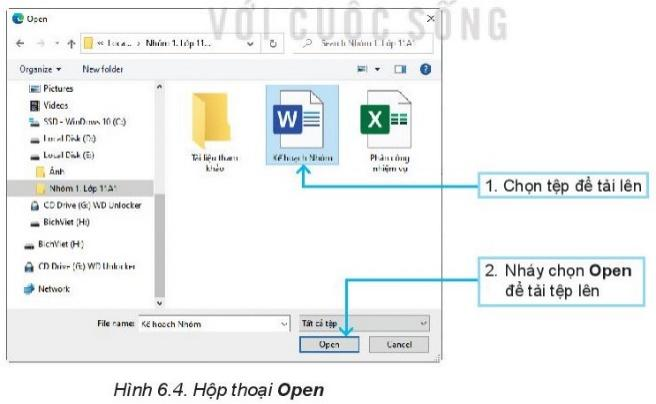 VỚI CUỘC SỐNG
Open
« Loca... › Nhóm 1. Lớp 11...
Search Nhóm 1. Lớp 11A1
Organize
New folder
Pictures
Videos
SSD - WinDows 10 (C:)
Local Disk (D:)
Local Disk (E:)
Ảnh
Nhóm 1. Lớp 11A1
CD Drive (G:) WD Unlocker
BichViet (H:)
BichViet (H:)
CD Drive (G:) WD Unlocker
Network
Tài liệu tham khảo
Kế hoạch Nhóm
Phân công nhiệm vụ
1. Chọn tệp để tải lên
2. Nháy chọn Open
để tải tệp lên
File name: Kế hoạch Nhóm
Tất cả tệp
Open
Cancel
Hình 6.4. Hộp thoại Open